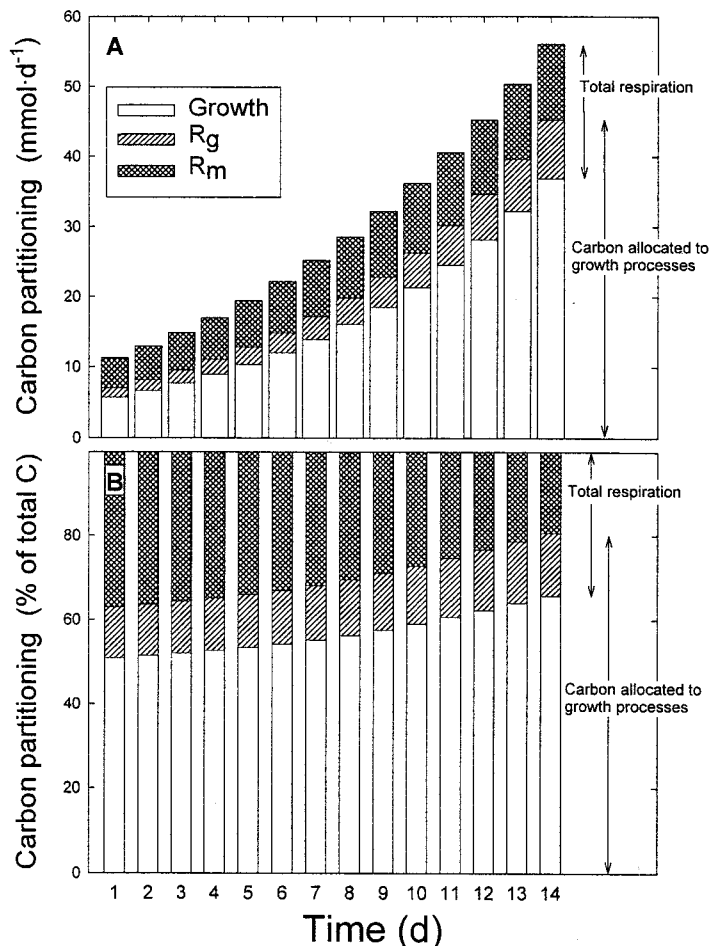 Carbon partitioning (mmol·d⁻¹)
60
50
40
30
20
10
0
A
Growth
Rg
Rm
Total respiration
Carbon allocated to
growth processes
Carbon partitioning (% of total C)
80
60
40
20
0
B
Total respiration
Carbon allocated to
growth processes
1 2 3 4 5 6 7 8 9 10 11 12 13 14
Time (d)